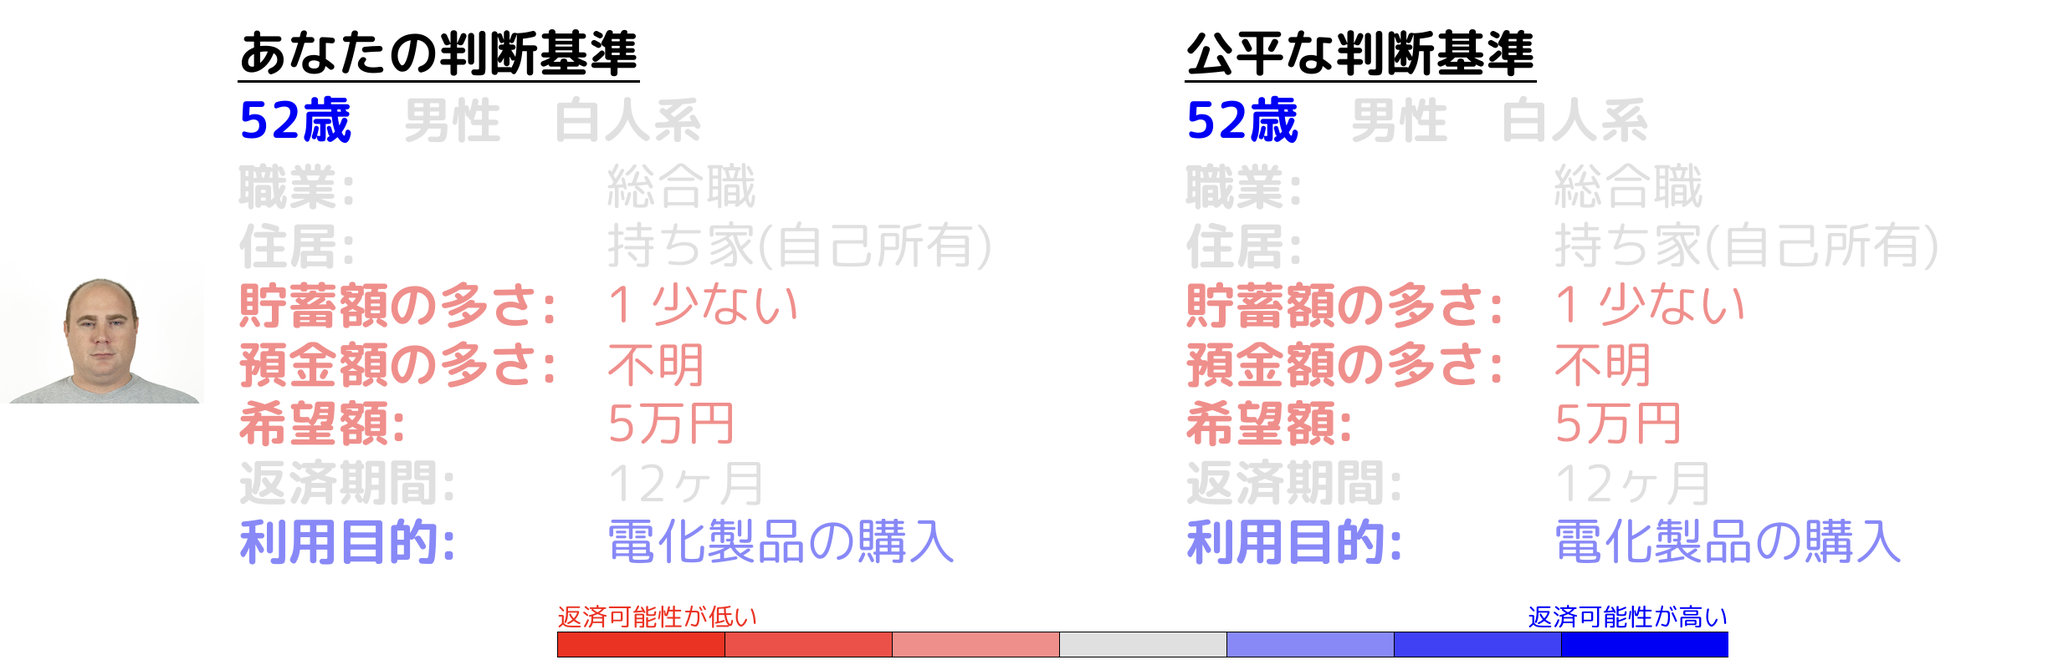 あなたの判断基準
52歳 男性 白人系
職業: 総合職
住居: 持ち家(自己所有)
貯蓄額の多さ: 1 少ない
預金額の多さ: 不明
希望額: 5万円
返済期間: 12ヶ月
利用目的: 電化製品の購入
公平な判断基準
52歳 男性 白人系
職業: 総合職
住居: 持ち家(自己所有)
貯蓄額の多さ: 1 少ない
預金額の多さ: 不明
希望額: 5万円
返済期間: 12ヶ月
利用目的: 電化製品の購入
返済可能性が低い
返済可能性が高い